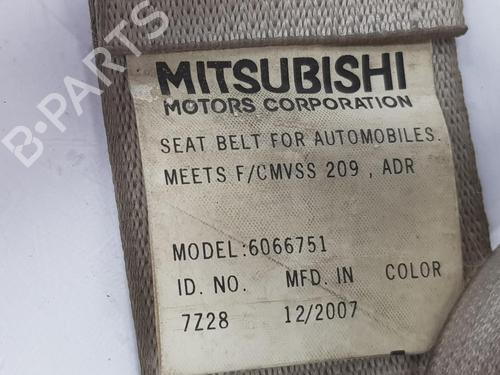 MITSUBISHI
MOTORS CORPORATION
SEAT BELT FOR AUTOMOBILES.
MEETS F/CMVSS 209 , ADR
MODEL:6066751
ID. NO. MFD. IN COLOR
7Z28 12/2007
B-PARTS